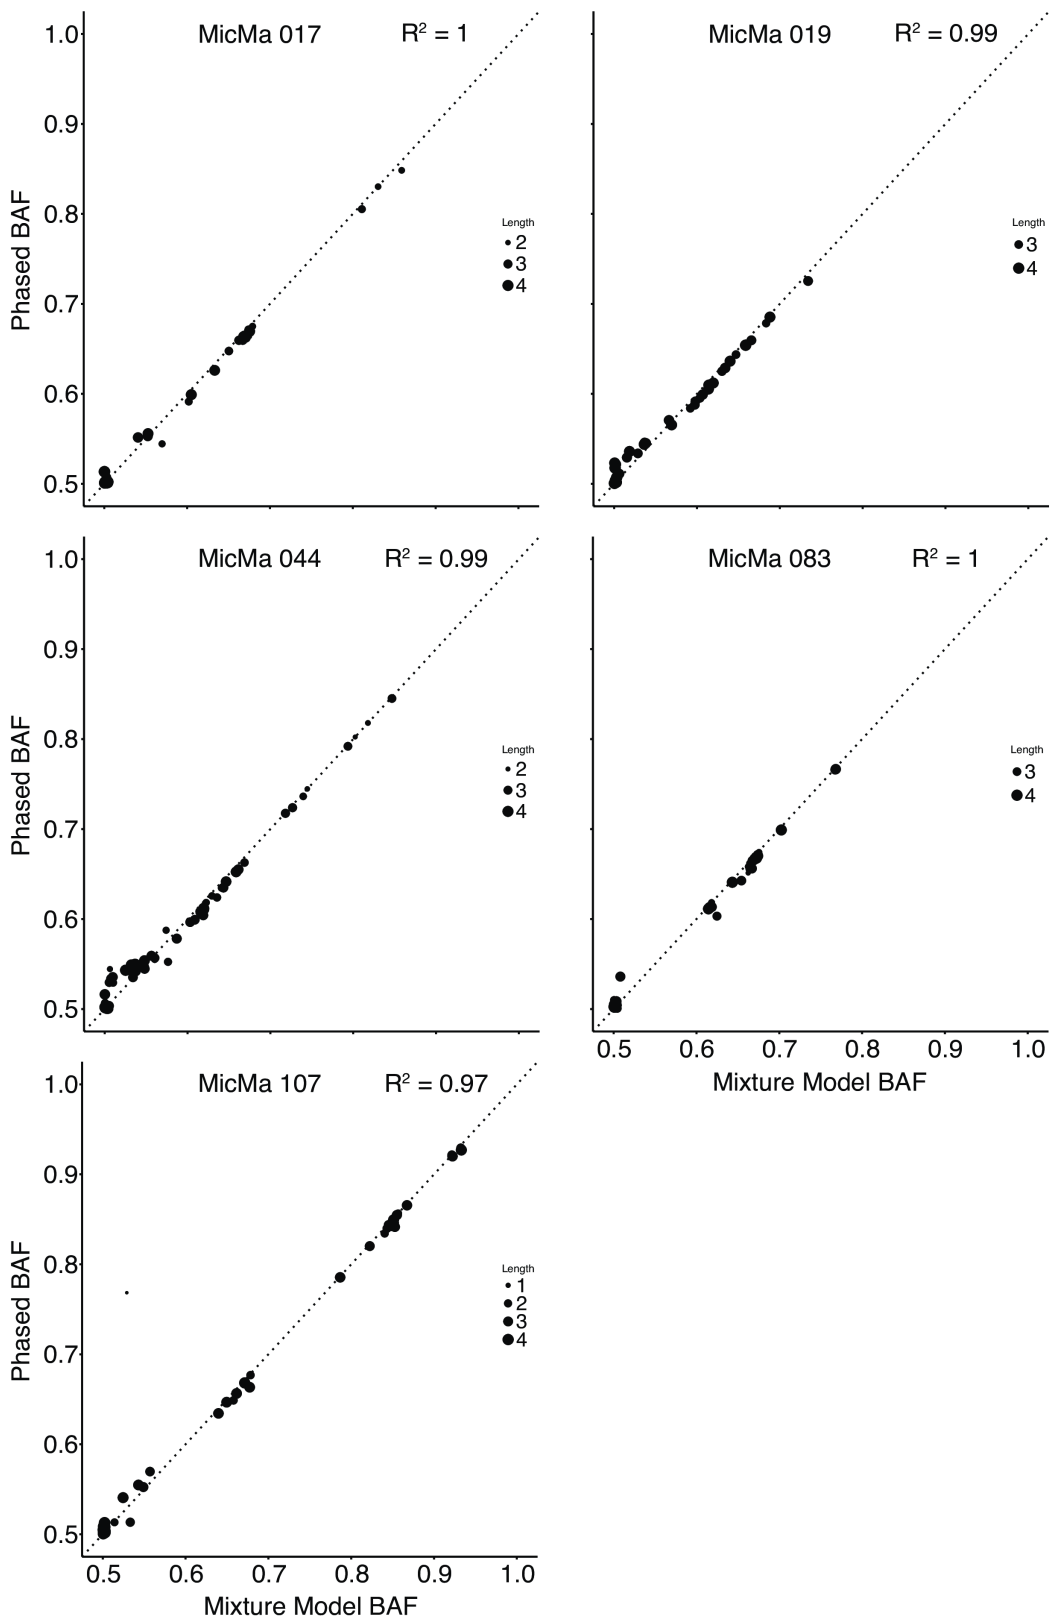 MicMa 017 R² = 1
1.0
0.9
0.8
0.7
0.6
0.5
Phased BAF
Length
2
3
4
MicMa 019 R² = 0.99
Length
3
4
MicMa 044 R² = 0.99
1.0
0.9
0.8
0.7
0.6
0.5
Phased BAF
Length
2
3
4
MicMa 083 R² = 1
Length
3
4
0.5 0.6 0.7 0.8 0.9 1.0
Mixture Model BAF
MicMa 107 R² = 0.97
1.0
0.9
0.8
0.7
0.6
0.5
Phased BAF
Length
1
2
3
4
0.5 0.6 0.7 0.8 0.9 1.0
Mixture Model BAF